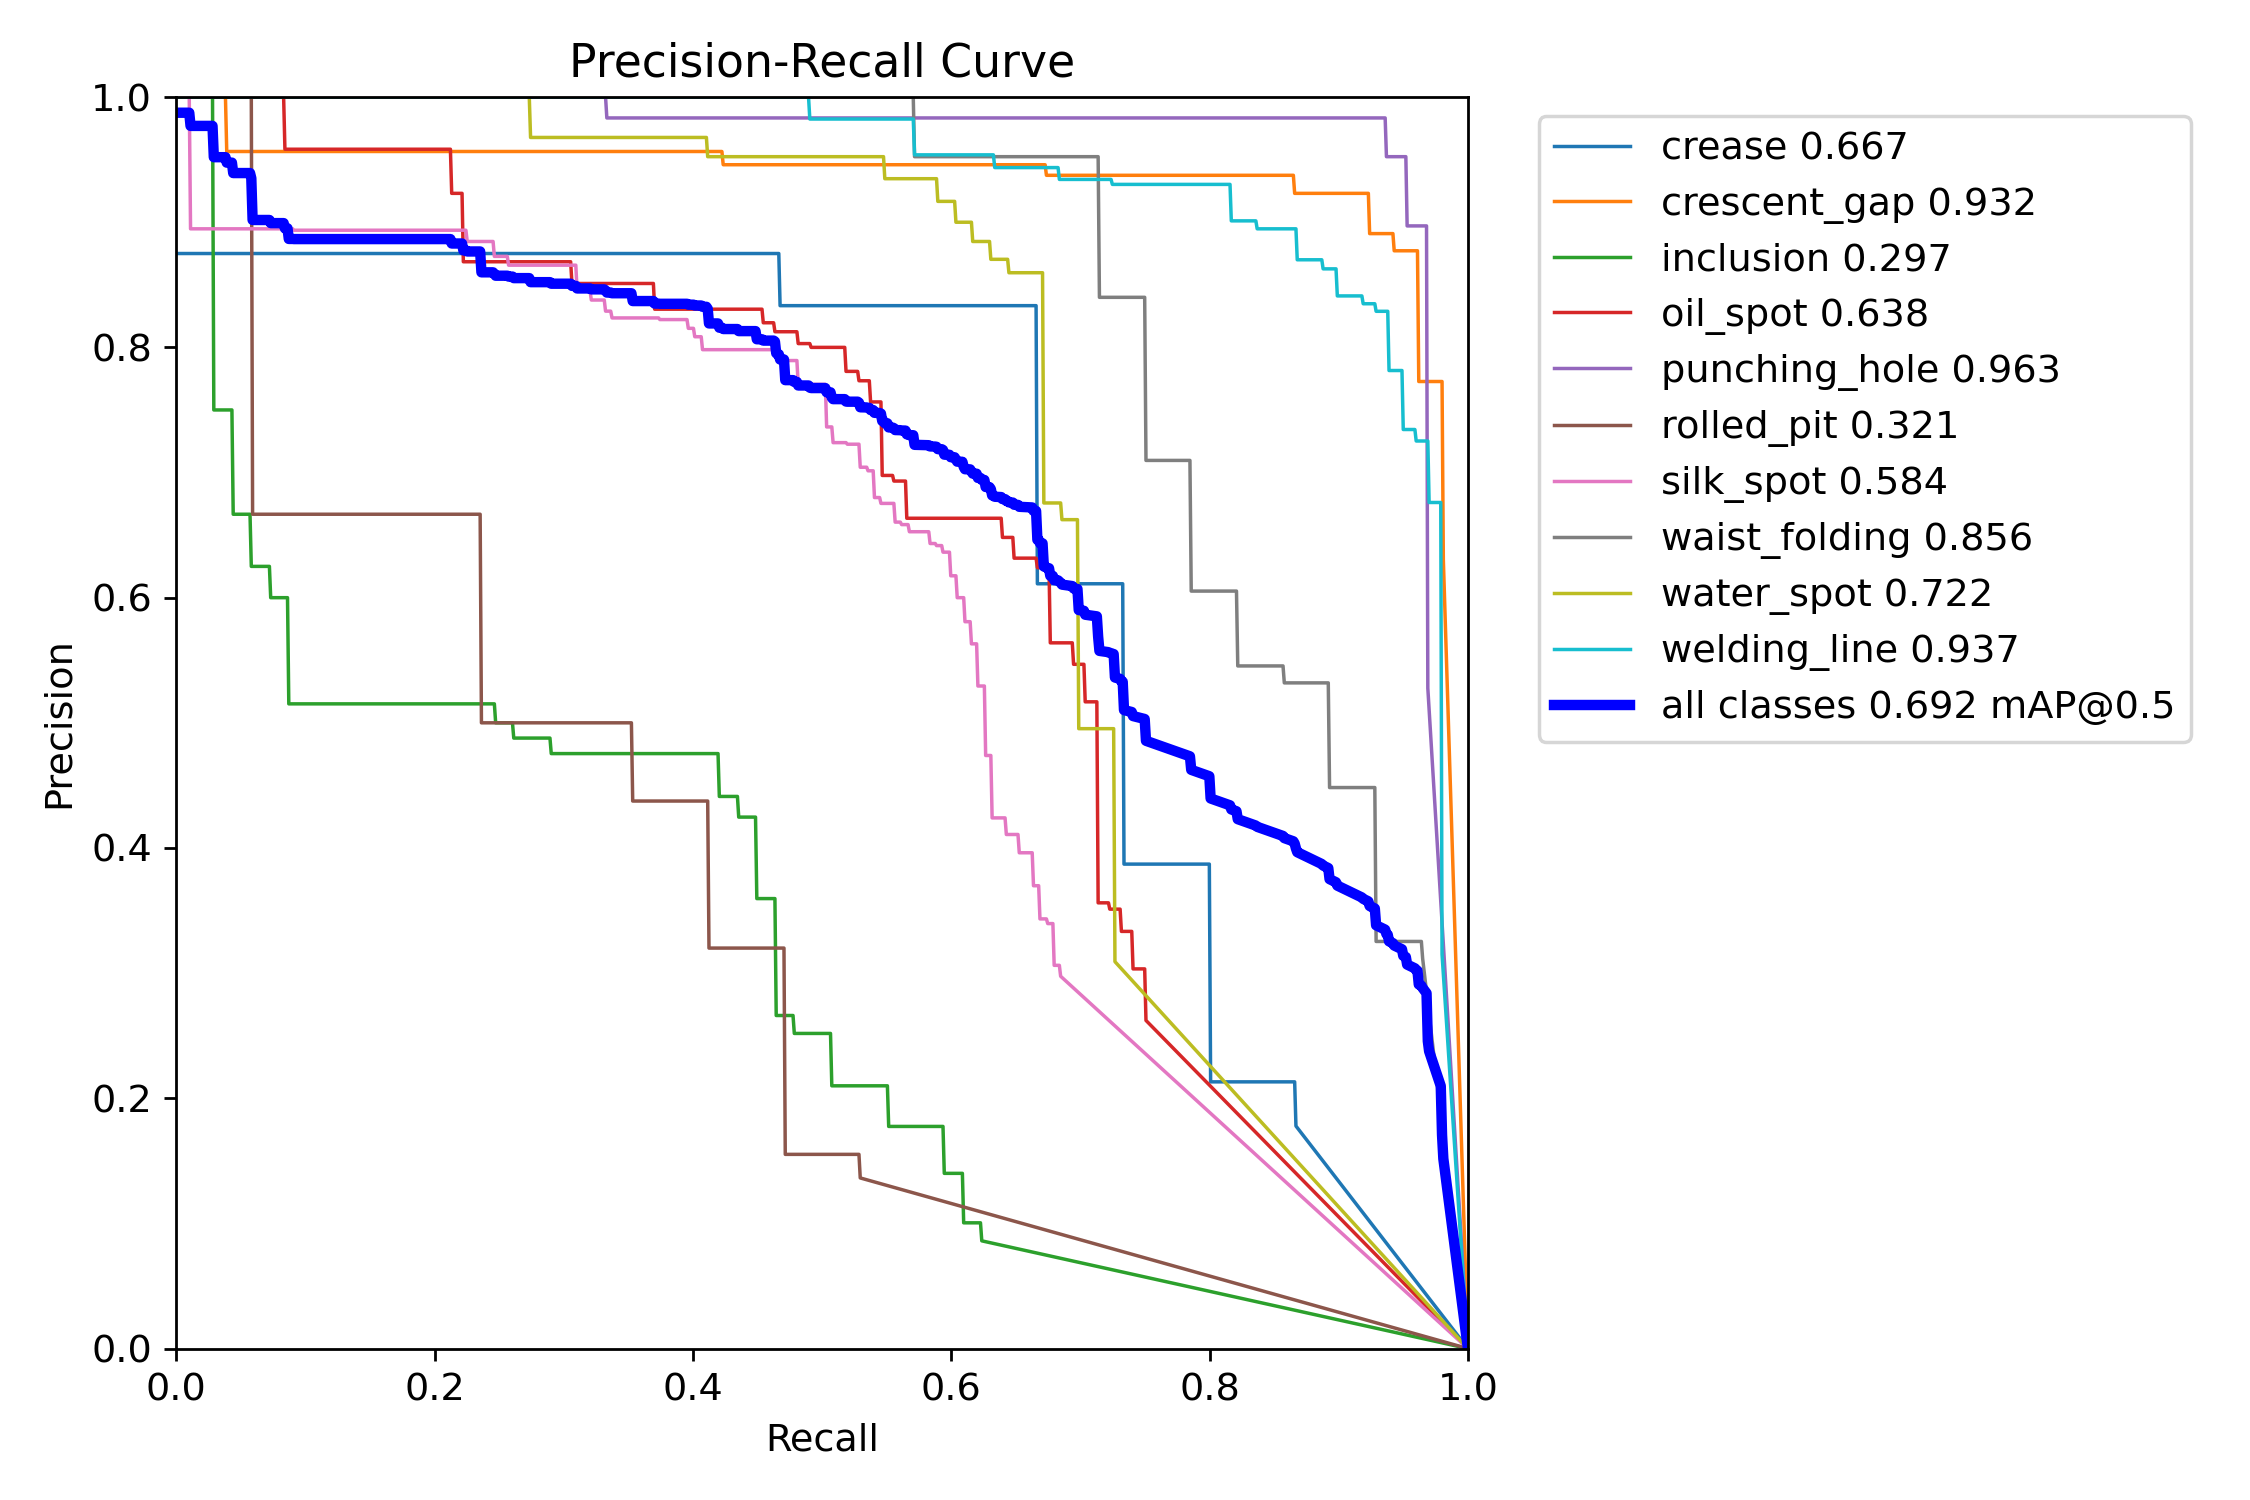 Precision-Recall Curve
1.0
0.8
0.6
0.4
0.2
0.0
Precision
0.0 0.2 0.4 0.6 0.8 1.0
Recall
crease 0.667
crescent_gap 0.932
inclusion 0.297
oil_spot 0.638
punching_hole 0.963
rolled_pit 0.321
silk_spot 0.584
waist_folding 0.856
water_spot 0.722
welding_line 0.937
all classes 0.692 mAP@0.5